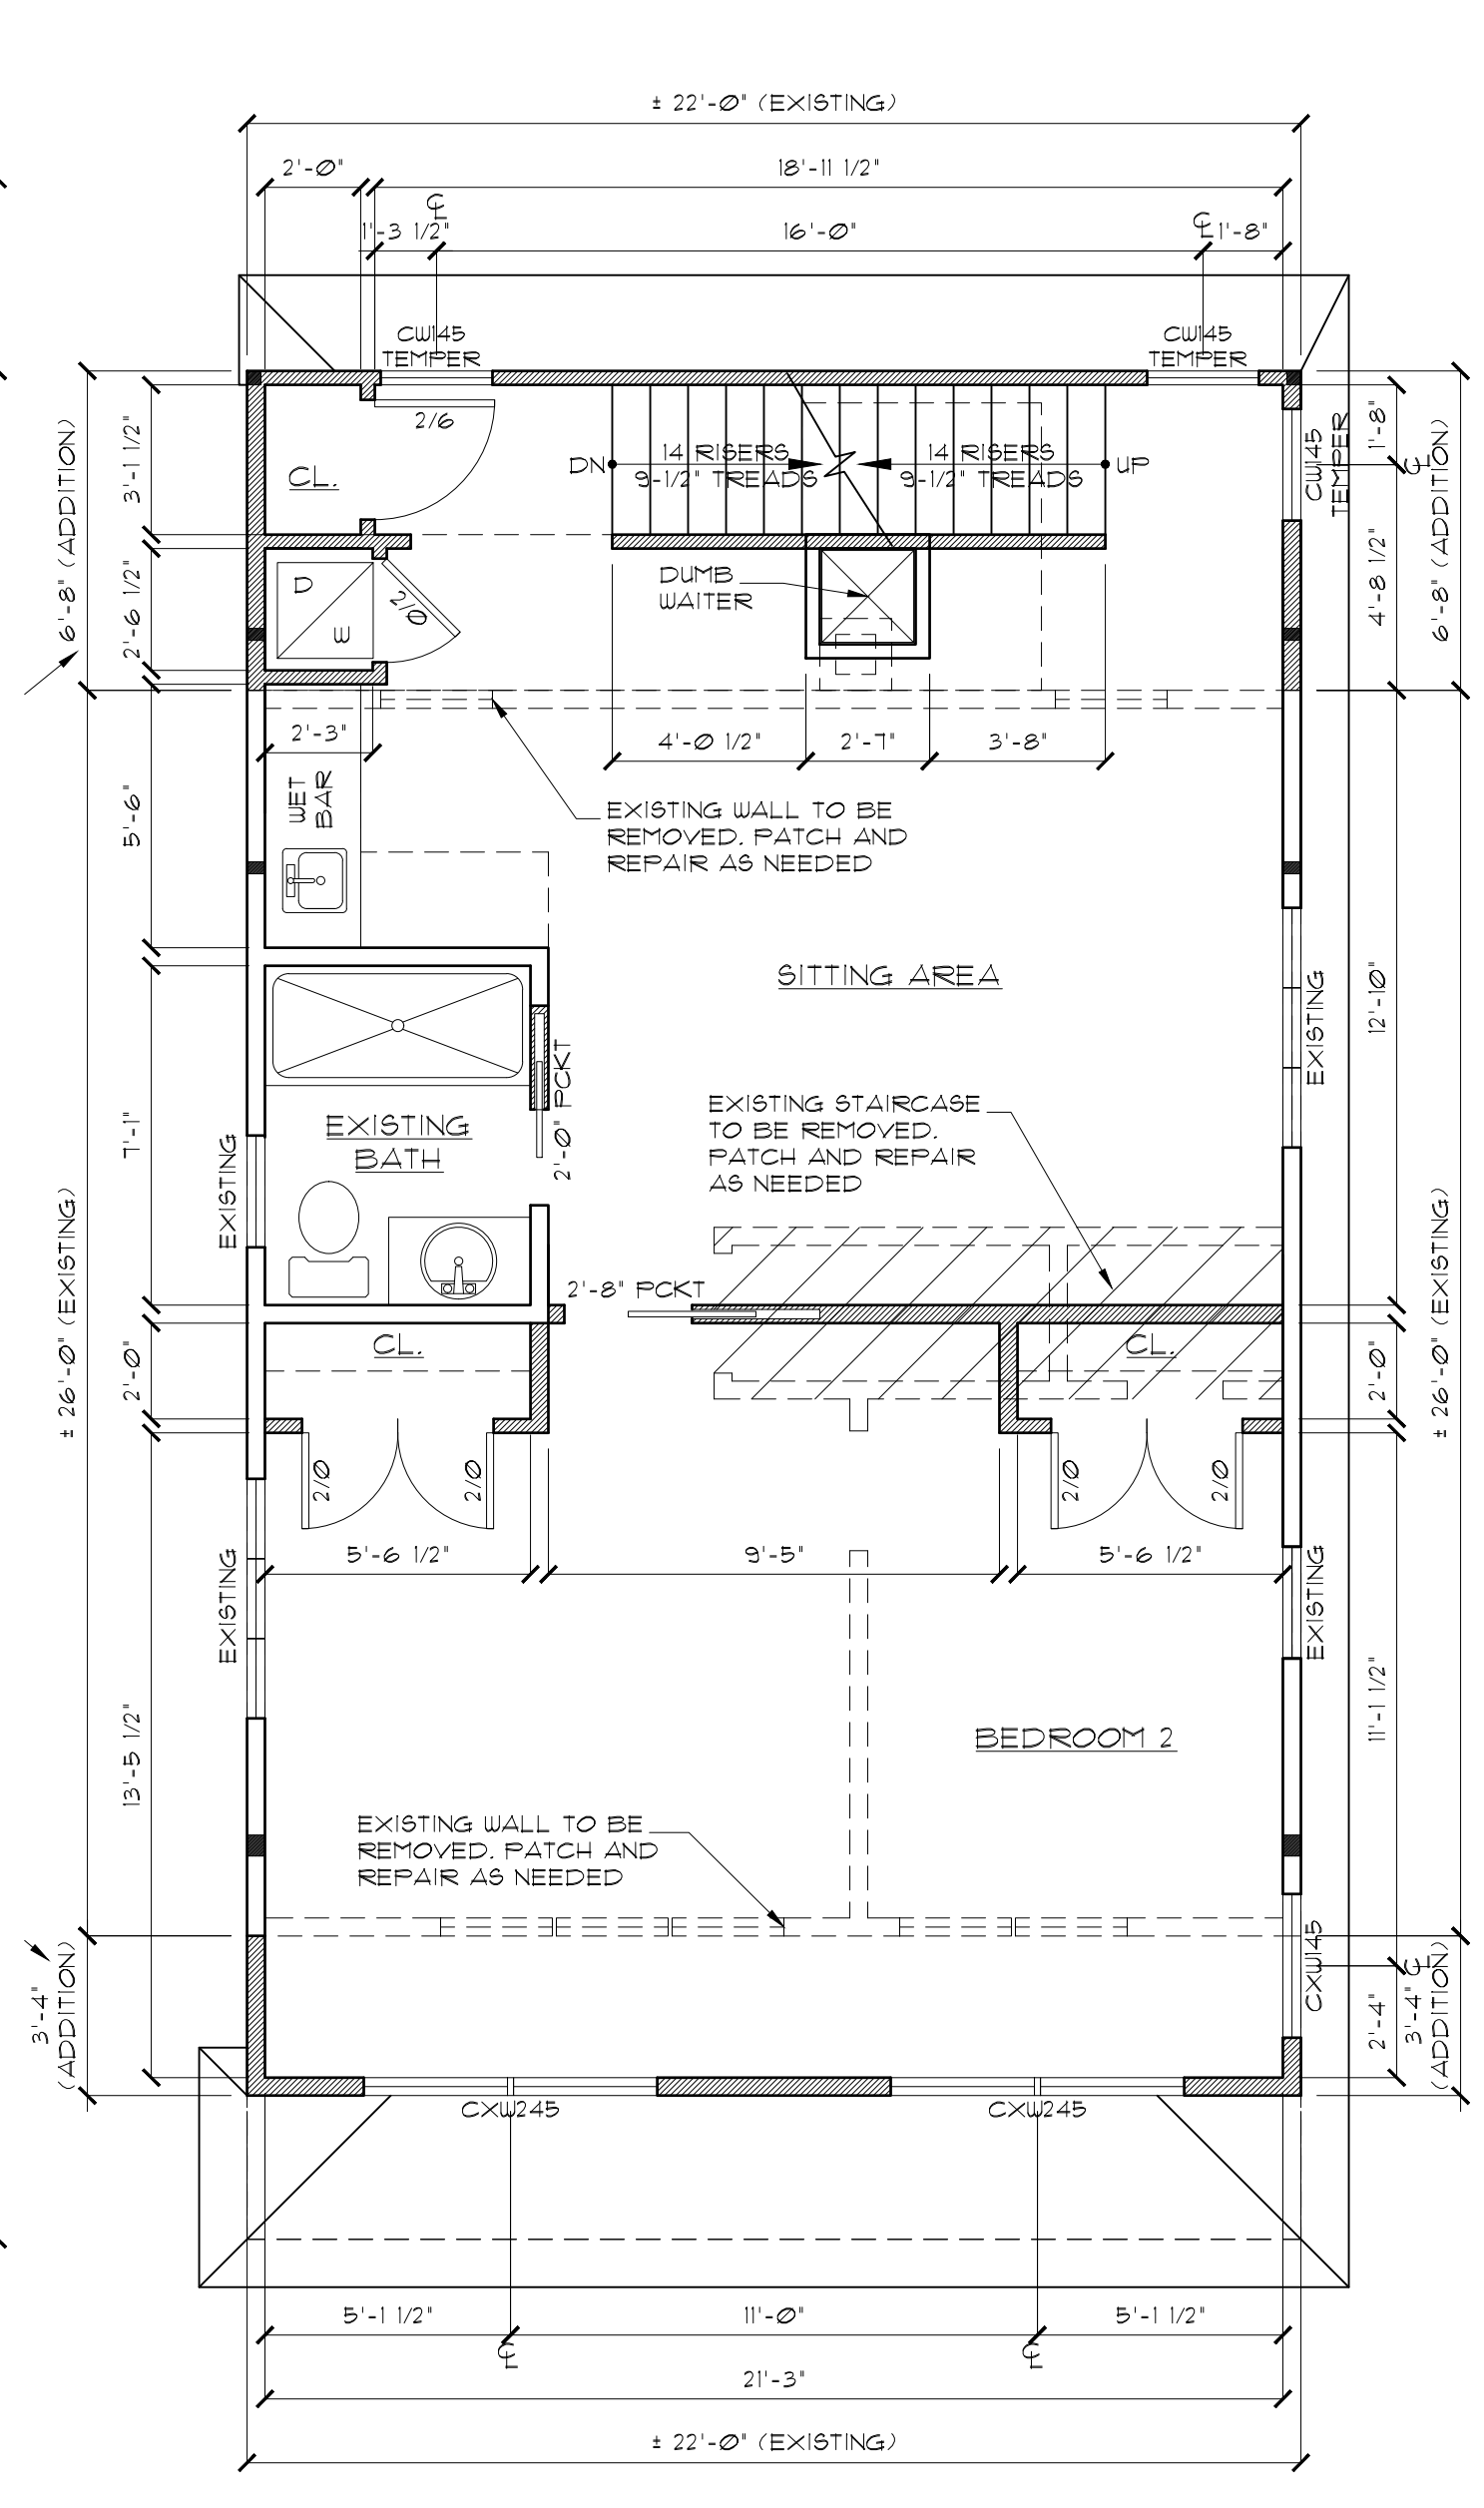 ± 22'-0" (EXISTING)
2'-0"
18'-11 1/2"
℄
1'-3 1/2"
16'-0"
℄
1'-8"
CW145
TEMPER
CW145
TEMPER
2/6
CL.
3'-1 1/2"
6'-8" (ADDITION)
DN
14 RISERS
9-1/2" TREADS
14 RISERS
9-1/2" TREADS
UP
CW145
TEMPER
1'-8"
℄
6'-8" (ADDITION)
4'-8 1/2"
2'-6 1/2"
D
W
2/0
DUMB
WAITER
2'-3"
4'-0 1/2"
2'-7"
3'-8"
WET
BAR
5'-6"
EXISTING WALL TO BE
REMOVED. PATCH AND
REPAIR AS NEEDED
SITTING AREA
EXISTING
12'-10"
2'-0" PCKT
7'-1"
EXISTING
BATH
EXISTING
EXISTING STAIRCASE
TO BE REMOVED.
PATCH AND REPAIR
AS NEEDED
± 26'-0" (EXISTING)
± 26'-0" (EXISTING)
2'-8" PCKT
CL.
CL.
2'-0"
2'-0"
2/0
2/0
2/0
2/0
5'-6 1/2"
9'-5"
5'-6 1/2"
EXISTING
EXISTING
13'-5 1/2"
11'-1 1/2"
BEDROOM 2
EXISTING WALL TO BE
REMOVED. PATCH AND
REPAIR AS NEEDED
3'-4"
(ADDITION)
CXW145
2'-4"
℄
3'-4"
(ADDITION)
CXW245
CXW245
5'-1 1/2"
11'-0"
5'-1 1/2"
℄
℄
21'-3"
± 22'-0" (EXISTING)